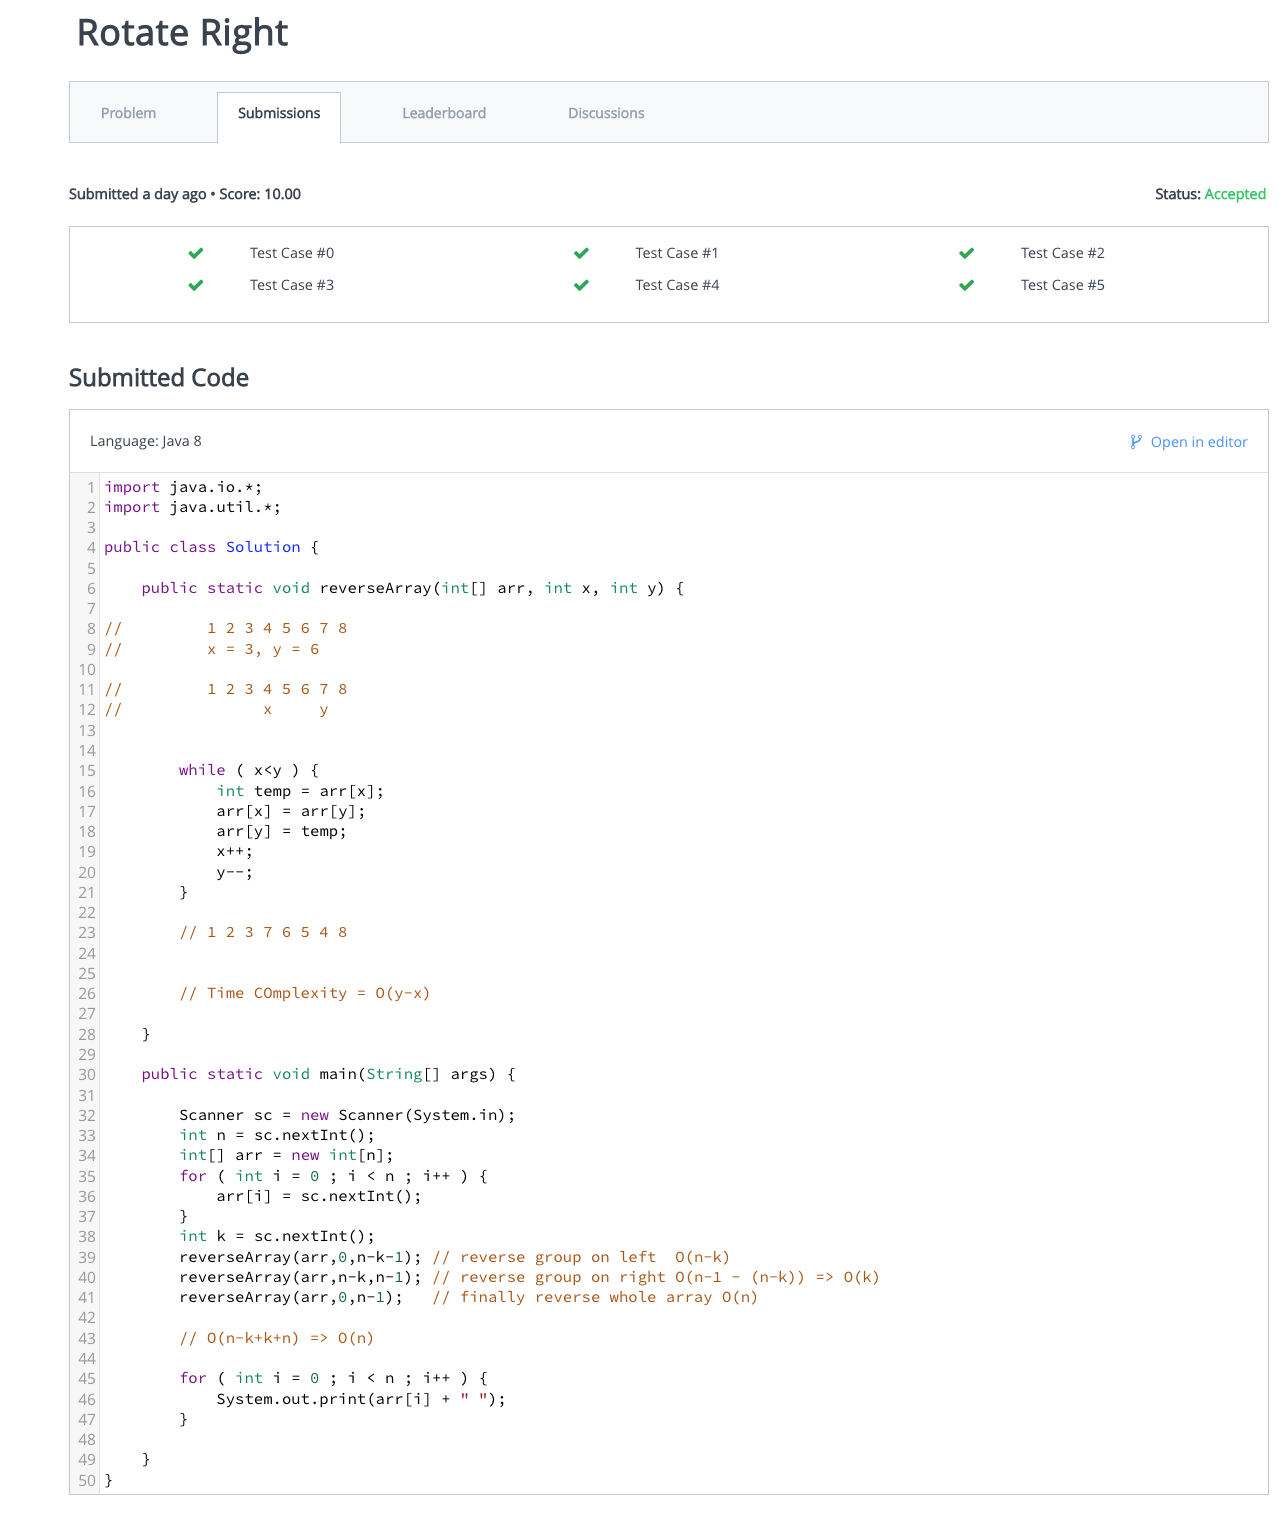 Rotate Right
Problem Submissions Leaderboard Discussions
Submitted a day ago • Score: 10.00 Status: Accepted
Test Case #0 Test Case #1 Test Case #2
Test Case #3 Test Case #4 Test Case #5
Submitted Code
Language: Java 8 Open in editor
1 import java.io.*;
2 import java.util.*;
3
4 public class Solution {
5
6     public static void reverseArray(int[] arr, int x, int y) {
7
8 //         1 2 3 4 5 6 7 8
9 //         x = 3, y = 6
10
11 //         1 2 3 4 5 6 7 8
12 //               x     y
13
14
15         while ( x<y ) {
16             int temp = arr[x];
17             arr[x] = arr[y];
18             arr[y] = temp;
19             x++;
20             y--;
21         }
22
23         // 1 2 3 7 6 5 4 8
24
25
26         // Time COmplexity = O(y-x)
27
28     }
29
30     public static void main(String[] args) {
31
32         Scanner sc = new Scanner(System.in);
33         int n = sc.nextInt();
34         int[] arr = new int[n];
35         for ( int i = 0 ; i < n ; i++ ) {
36             arr[i] = sc.nextInt();
37         }
38         int k = sc.nextInt();
39         reverseArray(arr,0,n-k-1); // reverse group on left  O(n-k)
40         reverseArray(arr,n-k,n-1); // reverse group on right O(n-1 - (n-k)) => O(k)
41         reverseArray(arr,0,n-1);   // finally reverse whole array O(n)
42
43         // O(n-k+k+n) => O(n)
44
45         for ( int i = 0 ; i < n ; i++ ) {
46             System.out.print(arr[i] + " ");
47         }
48
49     }
50 }